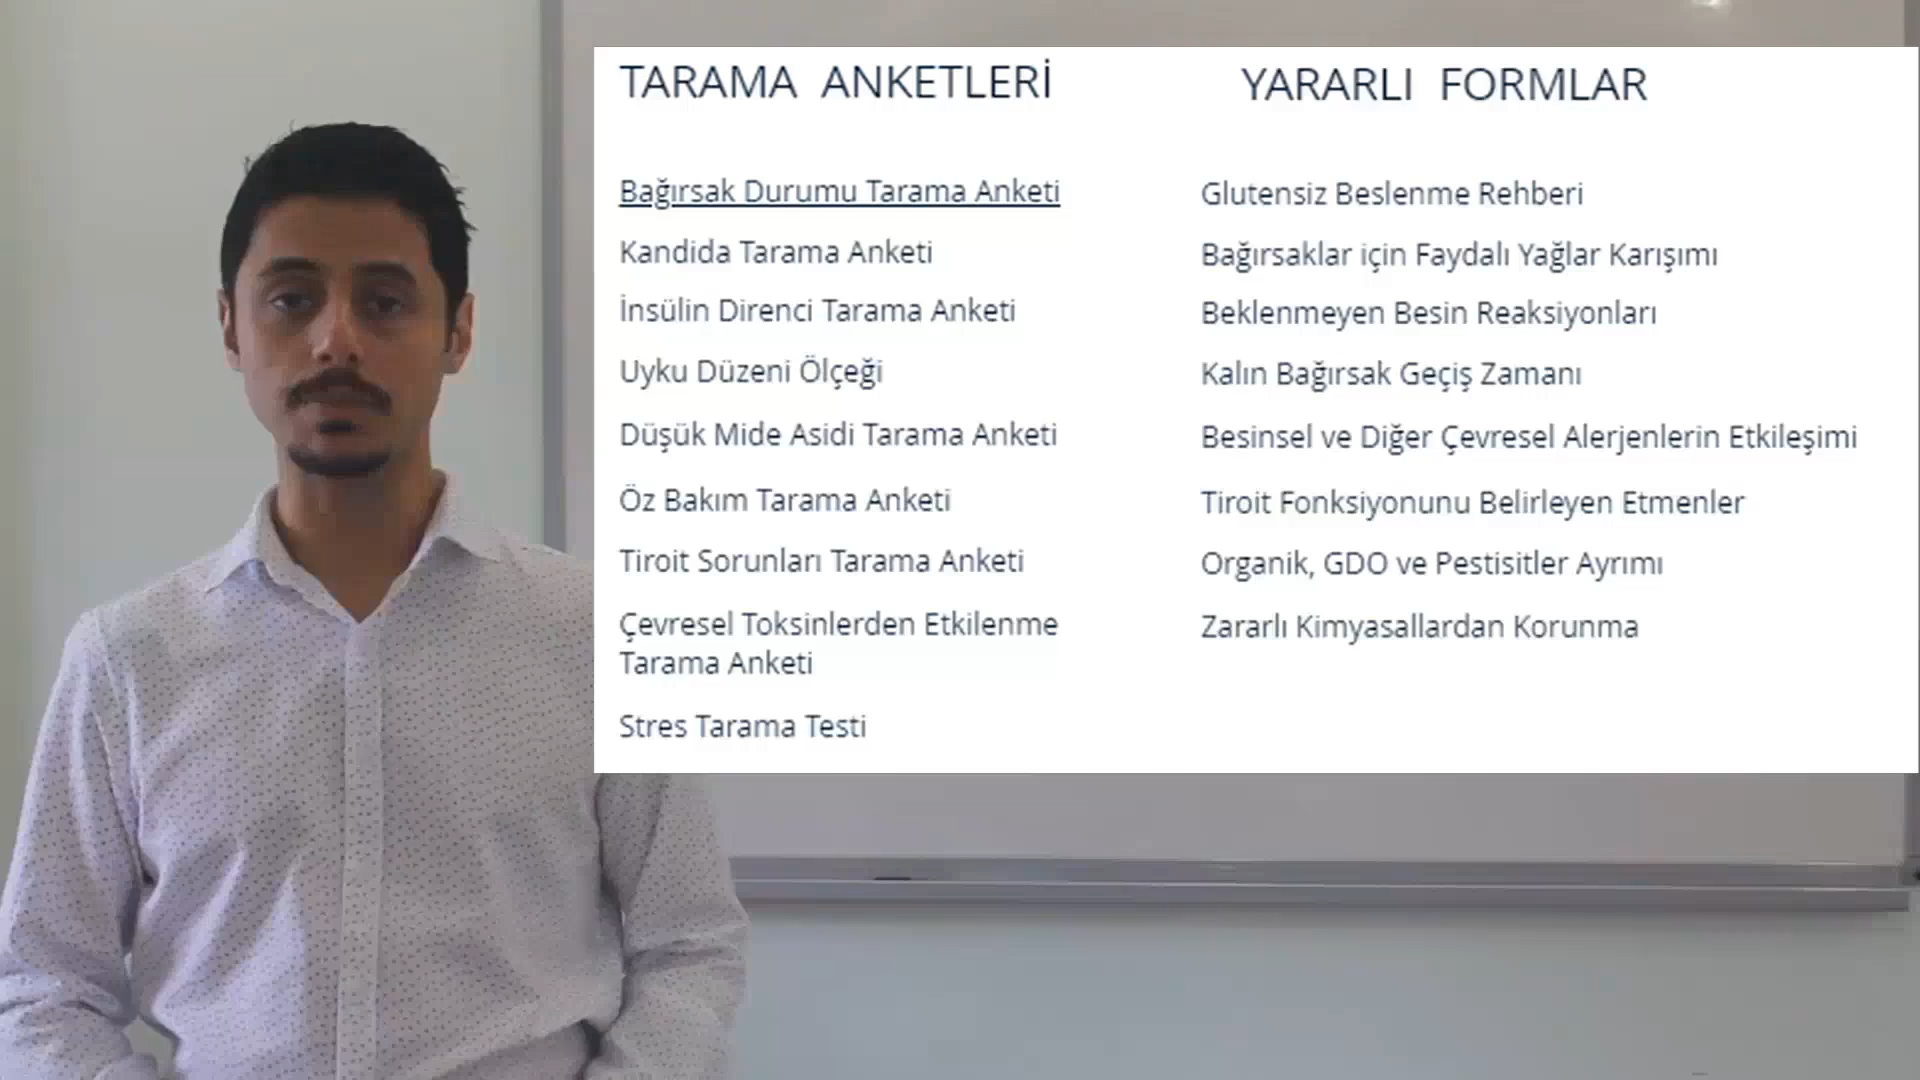 TARAMA ANKETLERİ
Bağırsak Durumu Tarama Anketi
Kandida Tarama Anketi
İnsülin Direnci Tarama Anketi
Uyku Düzeni Ölçeği
Düşük Mide Asidi Tarama Anketi
Öz Bakım Tarama Anketi
Tiroit Sorunları Tarama Anketi
Çevresel Toksinlerden Etkilenme
Tarama Anketi
Stres Tarama Testi
YARARLI FORMLAR
Glutensiz Beslenme Rehberi
Bağırsaklar için Faydalı Yağlar Karışımı
Beklenmeyen Besin Reaksiyonları
Kalın Bağırsak Geçiş Zamanı
Besinsel ve Diğer Çevresel Alerjenlerin Etkileşimi
Tiroit Fonksiyonunu Belirleyen Etmenler
Organik, GDO ve Pestisitler Ayrımı
Zararlı Kimyasallardan Korunma